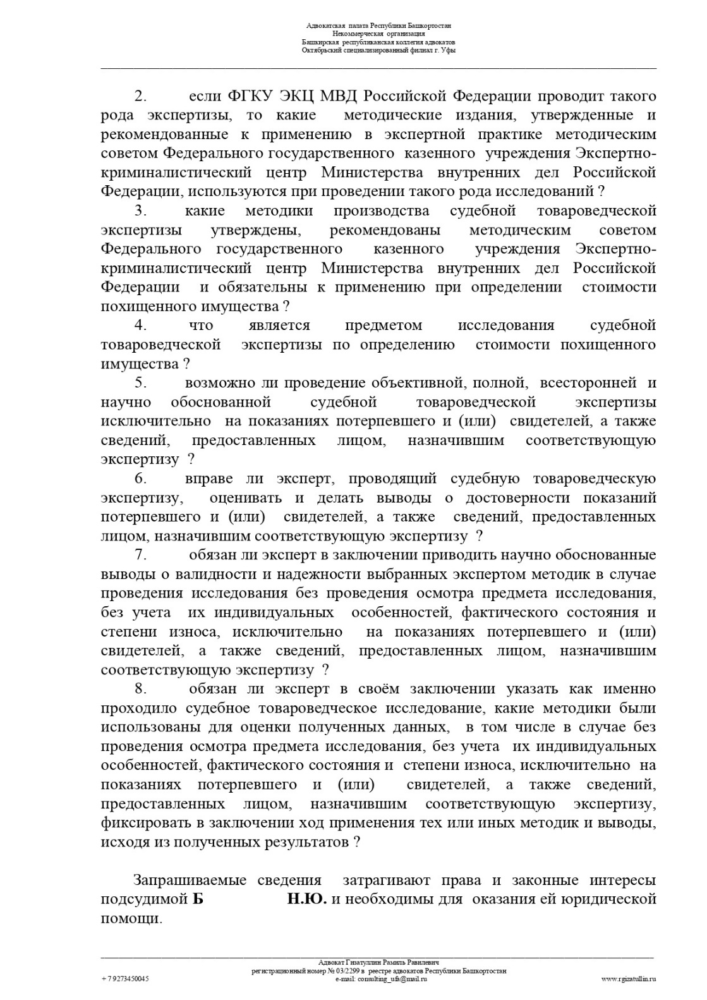 Адвокатская палата Республики Башкортостан
Некоммерческая организация
Башкирская республиканская коллегия адвокатов
Октябрьский специализированный филиал г. Уфы
2. если ФГКУ ЭКЦ МВД Российской Федерации проводит такого
рода экспертизы, то какие методические издания, утвержденные и
рекомендованные к применению в экспертной практике методическим
советом Федерального государственного казенного учреждения Экспертно-
криминалистический центр Министерства внутренних дел Российской
Федерации, используются при проведении такого рода исследований ?
3. какие методики производства судебной товароведческой
экспертизы утверждены, рекомендованы методическим советом
Федерального государственного казенного учреждения Экспертно-
криминалистический центр Министерства внутренних дел Российской
Федерации и обязательны к применению при определении стоимости
похищенного имущества ?
4. что является предметом исследования судебной
товароведческой экспертизы по определению стоимости похищенного
имущества ?
5. возможно ли проведение объективной, полной, всесторонней и
научно обоснованной судебной товароведческой экспертизы
исключительно на показаниях потерпевшего и (или) свидетелей, а также
сведений, предоставленных лицом, назначившим соответствующую
экспертизу ?
6. вправе ли эксперт, проводящий судебную товароведческую
экспертизу, оценивать и делать выводы о достоверности показаний
потерпевшего и (или) свидетелей, а также сведений, предоставленных
лицом, назначившим соответствующую экспертизу ?
7. обязан ли эксперт в заключении приводить научно обоснованные
выводы о валидности и надежности выбранных экспертом методик в случае
проведения исследования без проведения осмотра предмета исследования,
без учета их индивидуальных особенностей, фактического состояния и
степени износа, исключительно на показаниях потерпевшего и (или)
свидетелей, а также сведений, предоставленных лицом, назначившим
соответствующую экспертизу ?
8. обязан ли эксперт в своём заключении указать как именно
проходило судебное товароведческое исследование, какие методики были
использованы для оценки полученных данных, в том числе в случае без
проведения осмотра предмета исследования, без учета их индивидуальных
особенностей, фактического состояния и степени износа, исключительно на
показаниях потерпевшего и (или) свидетелей, а также сведений,
предоставленных лицом, назначившим соответствующую экспертизу,
фиксировать в заключении ход применения тех или иных методик и выводы,
исходя из полученных результатов ?
Запрашиваемые сведения затрагивают права и законные интересы
подсудимой Б Н.Ю. и необходимы для оказания ей юридической
помощи.
Адвокат Гизатуллин Рамиль Равилевич
регистрационный номер № 03/2299 в реестре адвокатов Республики Башкортостан
+ 7 9273450045 e-mail: consulting_ufa@mail.ru www.rgizatullin.ru